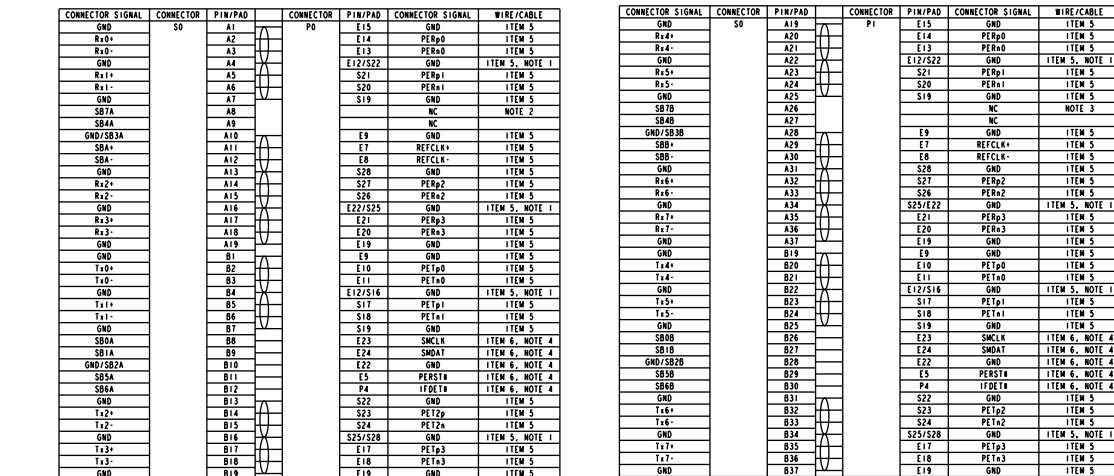 CONNECTOR SIGNAL CONNECTOR PIN/PAD CONNECTOR PIN/PAD CONNECTOR SIGNAL WIRE/CABLE
GND S0 A1 P0 E15 GND ITEM 5
Rx0+ A2 E14 PERp0 ITEM 5
Rx0- A3 E13 PERn0 ITEM 5
GND A4 E12/S22 GND ITEM 5, NOTE 1
Rx1+ A5 S21 PERp1 ITEM 5
Rx1- A6 S20 PERn1 ITEM 5
GND A7 S19 GND ITEM 5
SB7A A8 NC NOTE 2
SB4A A9 NC
GND/SB3A A10 E9 GND ITEM 5
SBA+ A11 E7 REFCLK+ ITEM 5
SBA- A12 E8 REFCLK- ITEM 5
GND A13 S28 GND ITEM 5
Rx2+ A14 S27 PERp2 ITEM 5
Rx2- A15 S26 PERn2 ITEM 5
GND A16 E22/S25 GND ITEM 5, NOTE 1
Rx3+ A17 E21 PERp3 ITEM 5
Rx3- A18 E20 PERn3 ITEM 5
GND A19 E19 GND ITEM 5
GND B1 E9 GND ITEM 5
Tx0+ B2 E10 PETp0 ITEM 5
Tx0- B3 E11 PETn0 ITEM 5
GND B4 E12/S16 GND ITEM 5, NOTE 1
Tx1+ B5 S17 PETp1 ITEM 5
Tx1- B6 S18 PETn1 ITEM 5
GND B7 S19 GND ITEM 5
SB0A B8 E23 SMCLK ITEM 6, NOTE 4
SB1A B9 E24 SMDAT ITEM 6, NOTE 4
GND/SB2A B10 E22 GND ITEM 6, NOTE 4
SB5A B11 E5 PERST# ITEM 6, NOTE 4
SB6A B12 P4 IFDET# ITEM 6, NOTE 4
GND B13 S22 GND ITEM 5
Tx2+ B14 S23 PET2p ITEM 5
Tx2- B15 S24 PET2n ITEM 5
GND B16 S25/S28 GND ITEM 5, NOTE 1
Tx3+ B17 E17 PETp3 ITEM 5
Tx3- B18 E18 PETn3 ITEM 5
GND B19 E19 GND ITEM 5
CONNECTOR SIGNAL CONNECTOR PIN/PAD CONNECTOR PIN/PAD CONNECTOR SIGNAL WIRE/CABLE
GND S0 A19 P1 E15 GND ITEM 5
Rx4+ A20 E14 PERp0 ITEM 5
Rx4- A21 E13 PERn0 ITEM 5
GND A22 E12/S22 GND ITEM 5, NOTE 1
Rx5+ A23 S21 PERp1 ITEM 5
Rx5- A24 S20 PERn1 ITEM 5
GND A25 S19 GND ITEM 5
SB7B A26 NC NOTE 3
SB4B A27 NC
GND/SB3B A28 E9 GND ITEM 5
SBB+ A29 E7 REFCLK+ ITEM 5
SBB- A30 E8 REFCLK- ITEM 5
GND A31 S28 GND ITEM 5
Rx6+ A32 S27 PERp2 ITEM 5
Rx6- A33 S26 PERn2 ITEM 5
GND A34 S25/E22 GND ITEM 5, NOTE 1
Rx7+ A35 E21 PERp3 ITEM 5
Rx7- A36 E20 PERn3 ITEM 5
GND A37 E19 GND ITEM 5
GND B19 E9 GND ITEM 5
Tx4+ B20 E10 PETp0 ITEM 5
Tx4- B21 E11 PETn0 ITEM 5
GND B22 E12/S16 GND ITEM 5, NOTE 1
Tx5+ B23 S17 PETp1 ITEM 5
Tx5- B24 S18 PETn1 ITEM 5
GND B25 S19 GND ITEM 5
SB0B B26 E23 SMCLK ITEM 6, NOTE 4
SB1B B27 E24 SMDAT ITEM 6, NOTE 4
GND/SB2B B28 E22 GND ITEM 6, NOTE 4
SB5B B29 E5 PERST# ITEM 6, NOTE 4
SB6B B30 P4 IFDET# ITEM 6, NOTE 4
GND B31 S22 GND ITEM 5
Tx6+ B32 S23 PETp2 ITEM 5
Tx6- B33 S24 PETn2 ITEM 5
GND B34 S25/S28 GND ITEM 5, NOTE 1
Tx7+ B35 E17 PETp3 ITEM 5
Tx7- B36 E18 PETn3 ITEM 5
GND B37 E19 GND ITEM 5